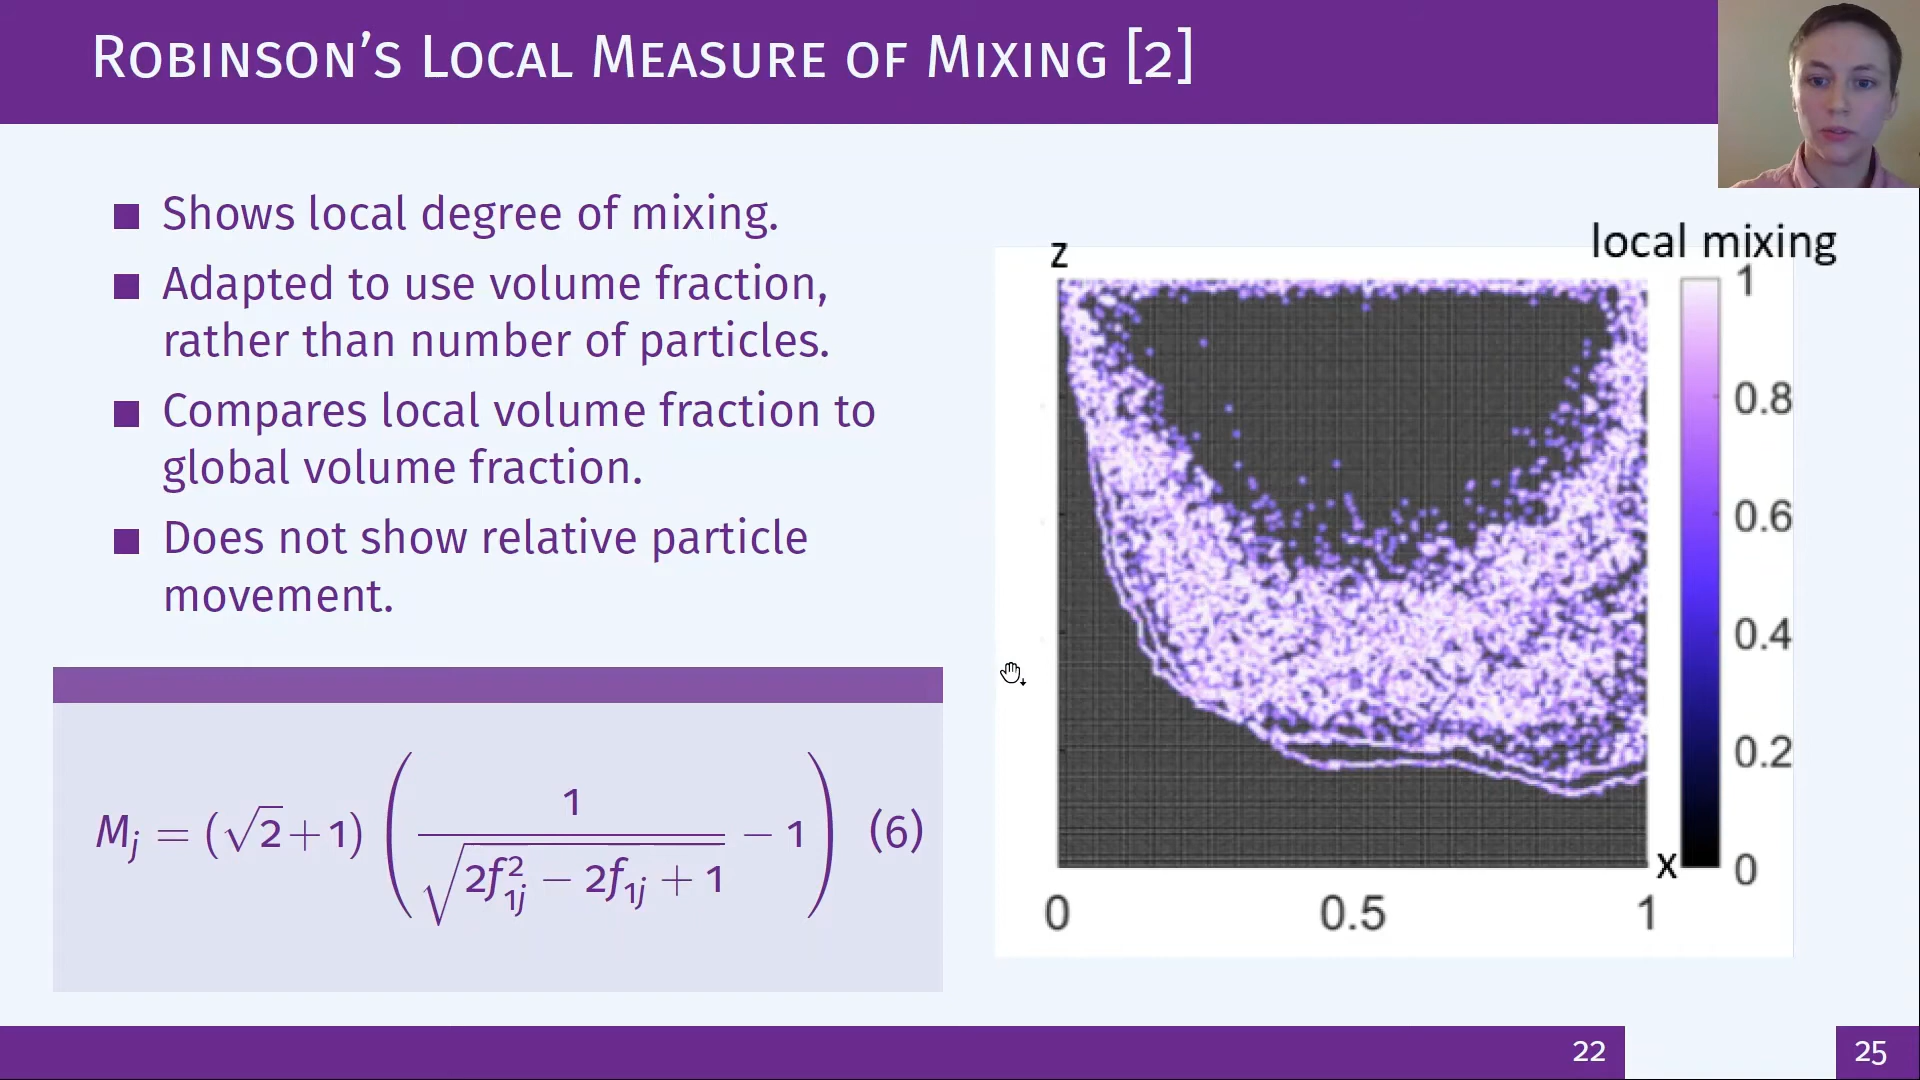 ROBINSON'S LOCAL MEASURE OF MIXING [2]
Shows local degree of mixing.
Adapted to use volume fraction,
rather than number of particles.
Compares local volume fraction to
global volume fraction.
Does not show relative particle
movement.
M_j = (√2+1) ( 1 / √(2f_{1j}^2 − 2f_{1j} + 1) − 1 ) (6)
local mixing
z
1
0.8
0.6
0.4
0.2
0
x
0 0.5 1
22 25